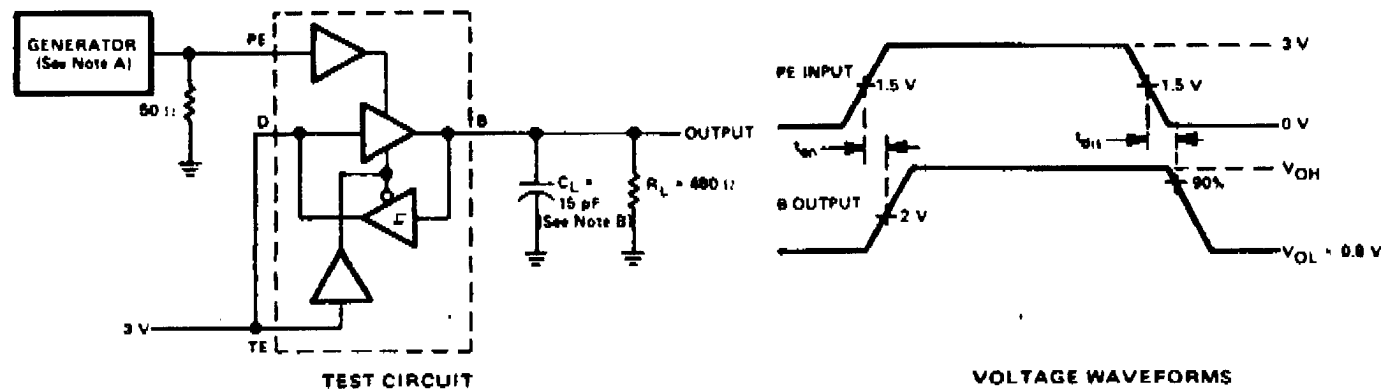 GENERATOR
(See Note A)
50 Ω
PE
D
B
OUTPUT
C_L =
15 pF
(See Note B)
R_L = 480 Ω
3 V
TE
TEST CIRCUIT
PE INPUT
1.5 V
1.5 V
3 V
0 V
t_en
t_dis
B OUTPUT
2 V
90%
V_OH
V_OL = 0.8 V
VOLTAGE WAVEFORMS